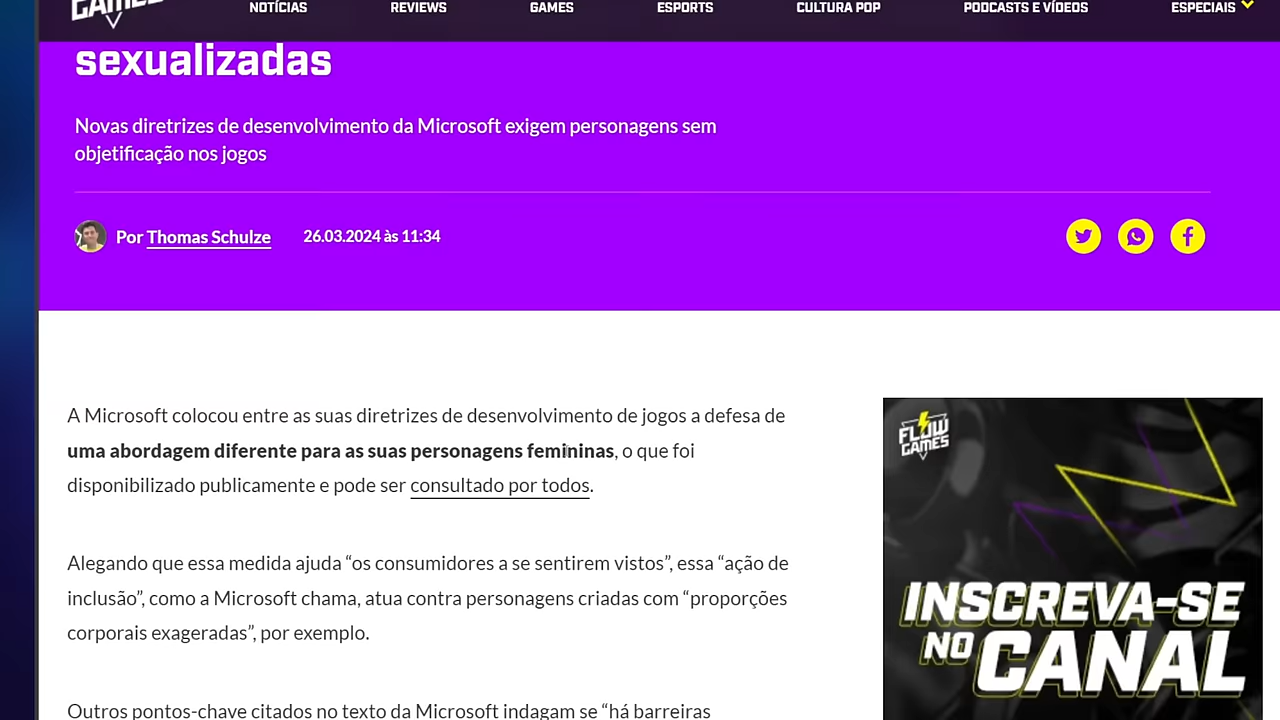 GAMES
NOTÍCIAS
REVIEWS
GAMES
ESPORTS
CULTURA POP
PODCASTS E VÍDEOS
ESPECIAIS
sexualizadas
Novas diretrizes de desenvolvimento da Microsoft exigem personagens sem
objetificação nos jogos
Por Thomas Schulze
26.03.2024 às 11:34
A Microsoft colocou entre as suas diretrizes de desenvolvimento de jogos a defesa de
uma abordagem diferente para as suas personagens femininas, o que foi
disponibilizado publicamente e pode ser consultado por todos.
Alegando que essa medida ajuda “os consumidores a se sentirem vistos”, essa “ação de
inclusão”, como a Microsoft chama, atua contra personagens criadas com “proporções
corporais exageradas”, por exemplo.
Outros pontos-chave citados no texto da Microsoft indagam se “há barreiras
FLOW
GAMES
INSCREVA-SE
NO CANAL